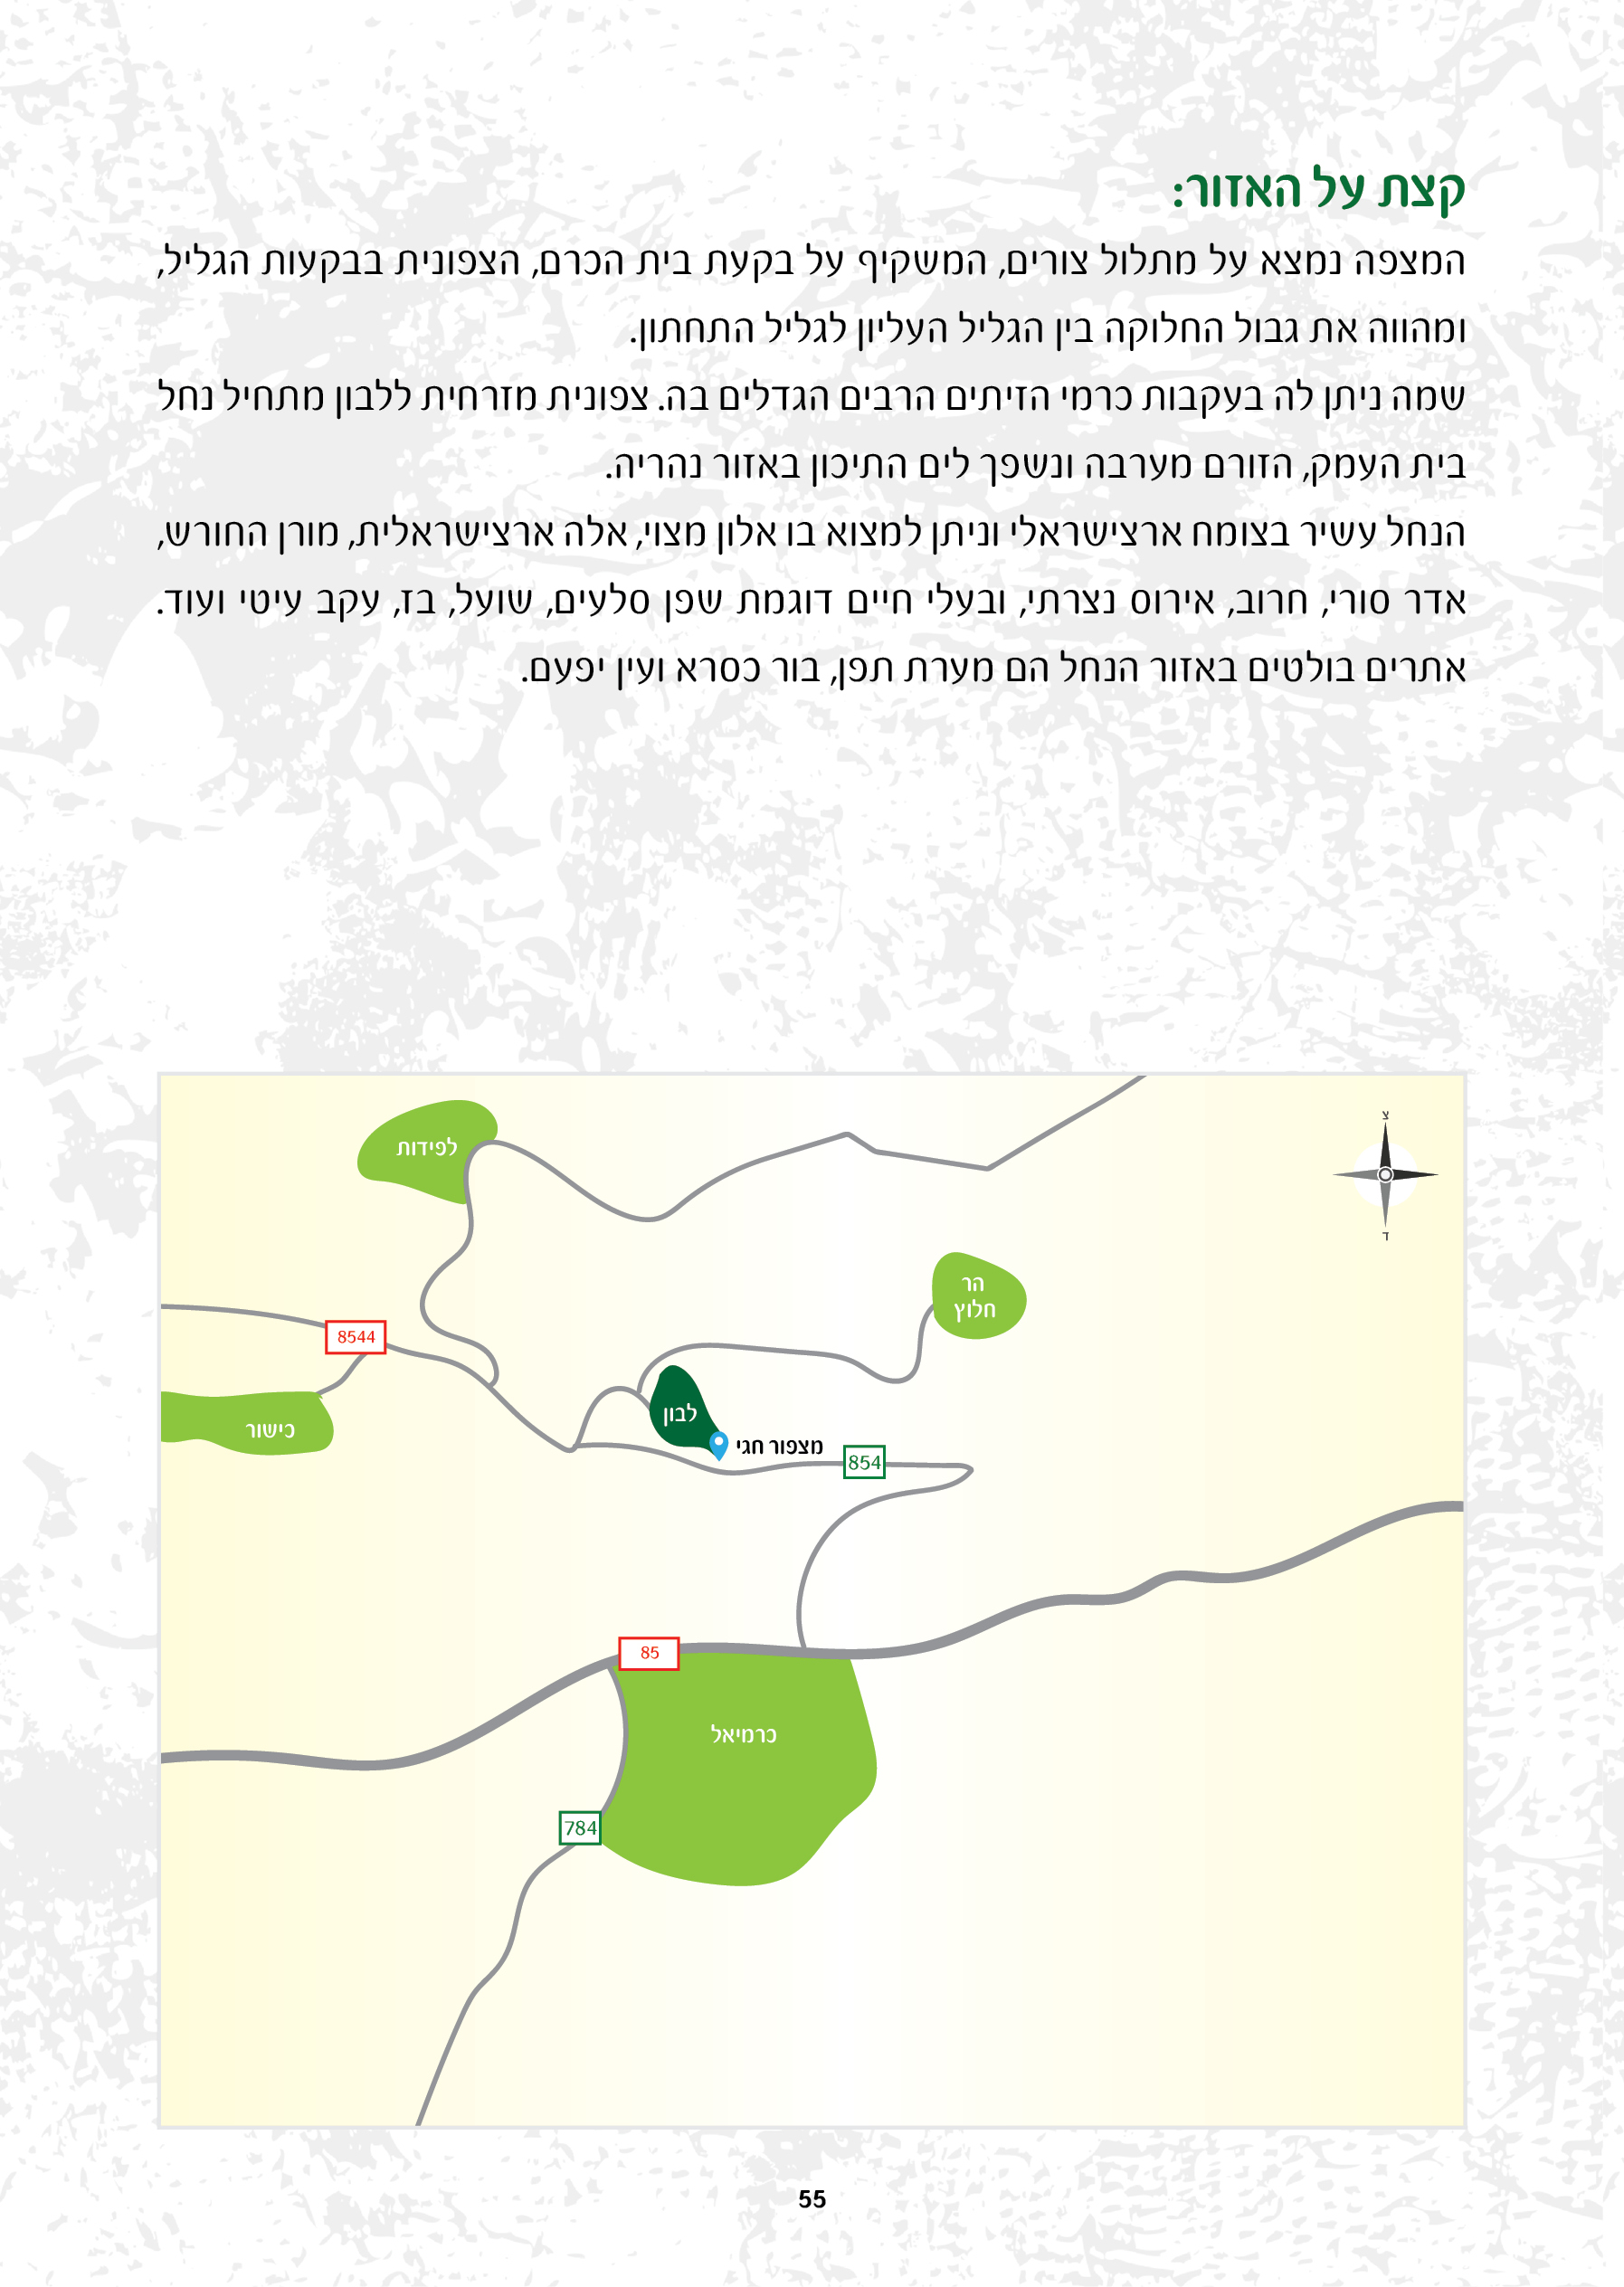 קצת על האזור:
המצפה נמצא על מתלול צורים, המשקיף על בקעת בית הכרם, הצפונית בבקעות הגליל,
ומהווה את גבול החלוקה בין הגליל העליון לגליל התחתון.
שמה ניתן לה בעקבות כרמי הזיתים הרבים הגדלים בה. צפונית מזרחית ללבון מתחיל נחל
בית העמק, הזורם מערבה ונשפך לים התיכון באזור נהריה.
הנחל עשיר בצומח ארצישראלי וניתן למצוא בו אלון מצוי, אלה ארצישראלית, מורן החורש,
אדר סורי, חרוב, אירוס נצרתי, ובעלי חיים דוגמת שפן סלעים, שועל, בז, עקב עיטי ועוד.
אתרים בולטים באזור הנחל הם מערת תפן, בור כסרא ועין יפעם.
צ
לפידות
ד
הר
חלוץ
8544
לבון
כישור
מצפור חגי
854
85
כרמיאל
784
55